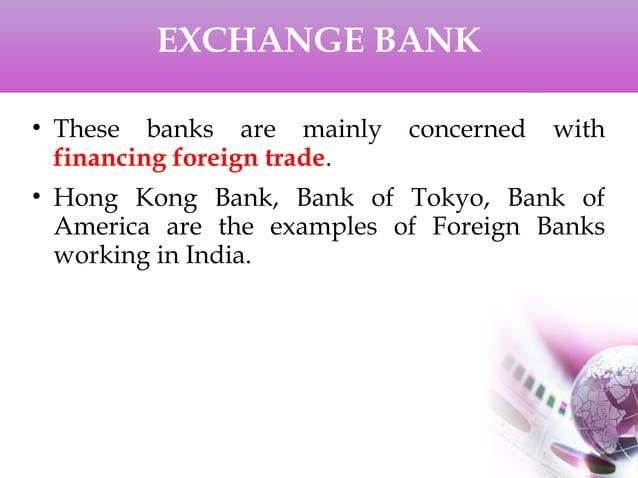 EXCHANGE BANK
• These banks are mainly concerned with
financing foreign trade.
• Hong Kong Bank, Bank of Tokyo, Bank of
America are the examples of Foreign Banks
working in India.